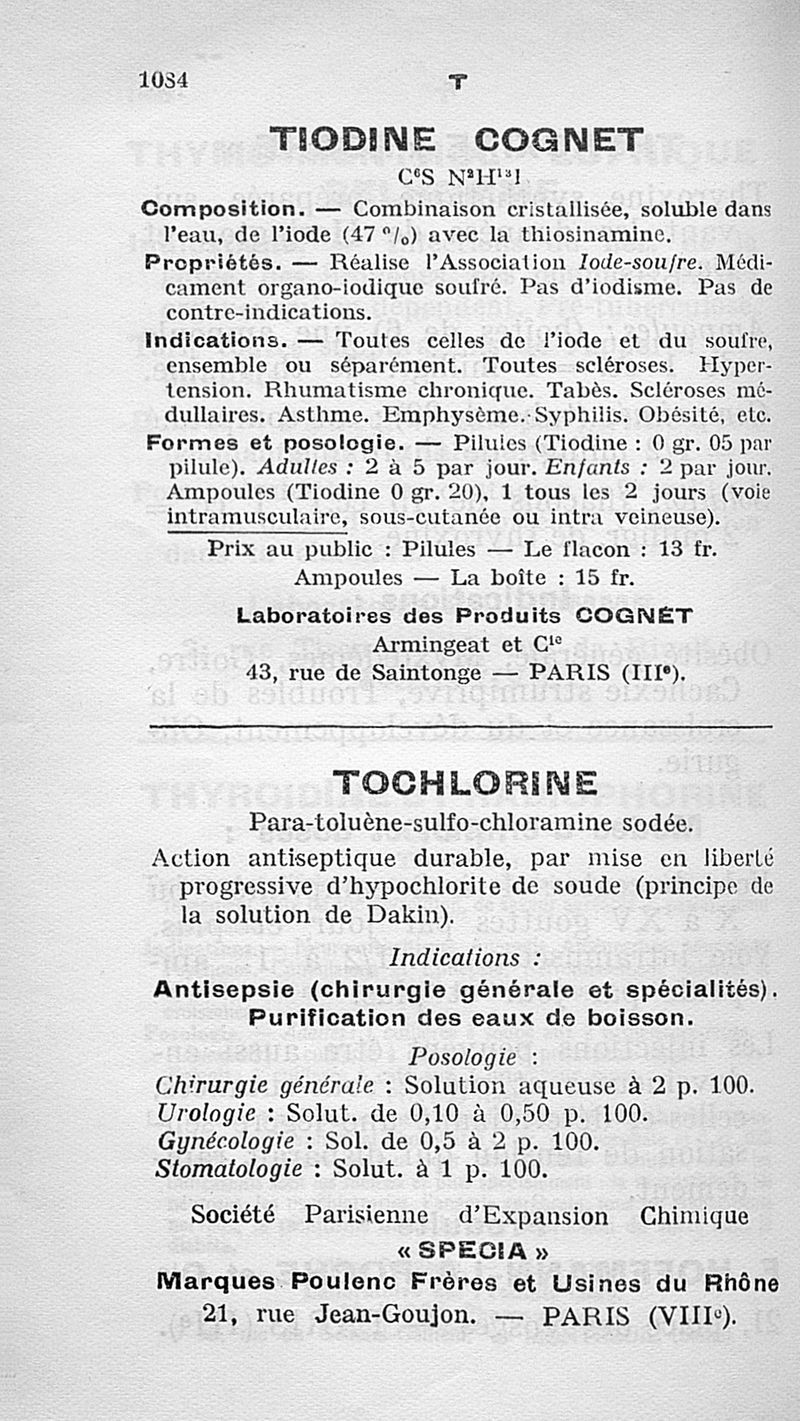 1084
T
TIODINE COGNET
C⁶S N²H¹³I
Composition. — Combinaison cristallisée, soluble dans
l'eau, de l'iode (47 %) avec la thiosinamine.
Propriétés. — Réalise l'Association Iode-soufre. Médi-
cament organo-iodique soufré. Pas d'iodisme. Pas de
contre-indications.
Indications. — Toutes celles de l'iode et du soufre,
ensemble ou séparément. Toutes scléroses. Hyper-
tension. Rhumatisme chronique. Tabès. Scléroses mé-
dullaires. Asthme. Emphysème. Syphilis. Obésité, etc.
Formes et posologie. — Pilules (Tiodine : 0 gr. 05 par
pilule). Adultes : 2 à 5 par jour. Enfants : 2 par jour.
Ampoules (Tiodine 0 gr. 20), 1 tous les 2 jours (voie
intramusculaire, sous-cutanée ou intra veineuse).
Prix au public : Pilules — Le flacon : 13 fr.
Ampoules — La boîte : 15 fr.
Laboratoires des Produits COGNET
Armingeat et Cⁱᵉ
43, rue de Saintonge — PARIS (IIIᵉ).
TOCHLORINE
Para-toluène-sulfo-chloramine sodée.
Action antiseptique durable, par mise en liberté
progressive d'hypochlorite de soude (principe de
la solution de Dakin).
Indications :
Antisepsie (chirurgie générale et spécialités).
Purification des eaux de boisson.
Posologie :
Chirurgie générale : Solution aqueuse à 2 p. 100.
Urologie : Solut. de 0,10 à 0,50 p. 100.
Gynécologie : Sol. de 0,5 à 2 p. 100.
Stomatologie : Solut. à 1 p. 100.
Société Parisienne d'Expansion Chimique
« SPECIA »
Marques Poulenc Frères et Usines du Rhône
21, rue Jean-Goujon. — PARIS (VIIIᵉ).